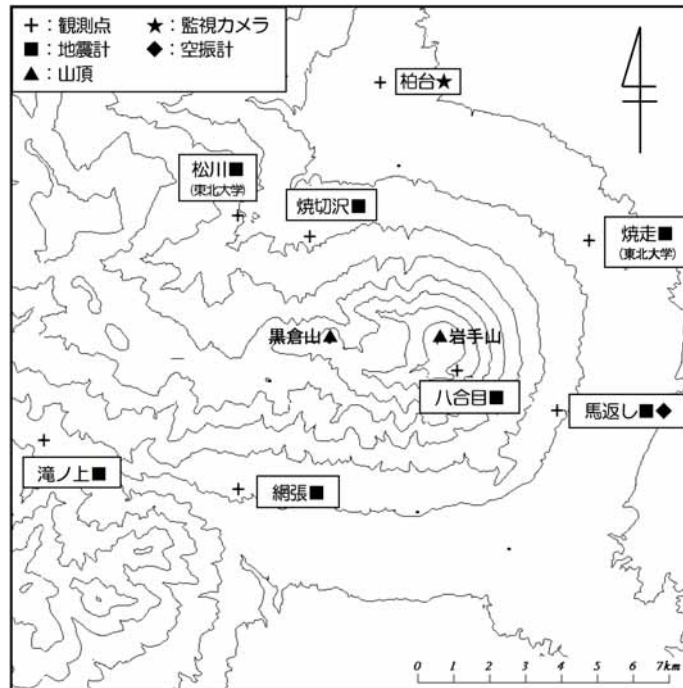 ＋：観測点　★：監視カメラ
■：地震計　◆：空振計
▲：山頂
柏台★
松川■
(東北大学)
焼切沢■
焼走■
(東北大学)
黒倉山▲
▲岩手山
八合目■
馬返し■◆
滝ノ上■
網張■
0 1 2 3 4 5 6 7km